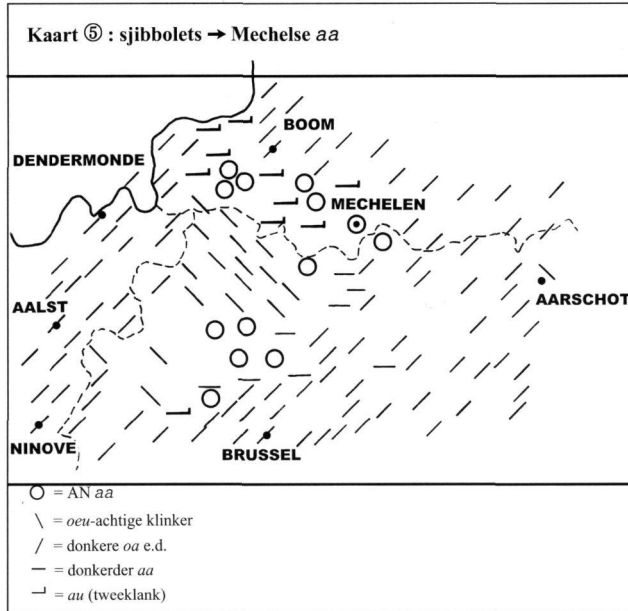 Kaart ⑤ : sjibbolets → Mechelse aa
BOOM
DENDERMONDE
MECHELEN
AALST
AARSCHOT
NINOVE
BRUSSEL
○ = AN aa
\ = oeu-achtige klinker
/ = donkere oa e.d.
– = donkerder aa
┘ = au (tweeklank)